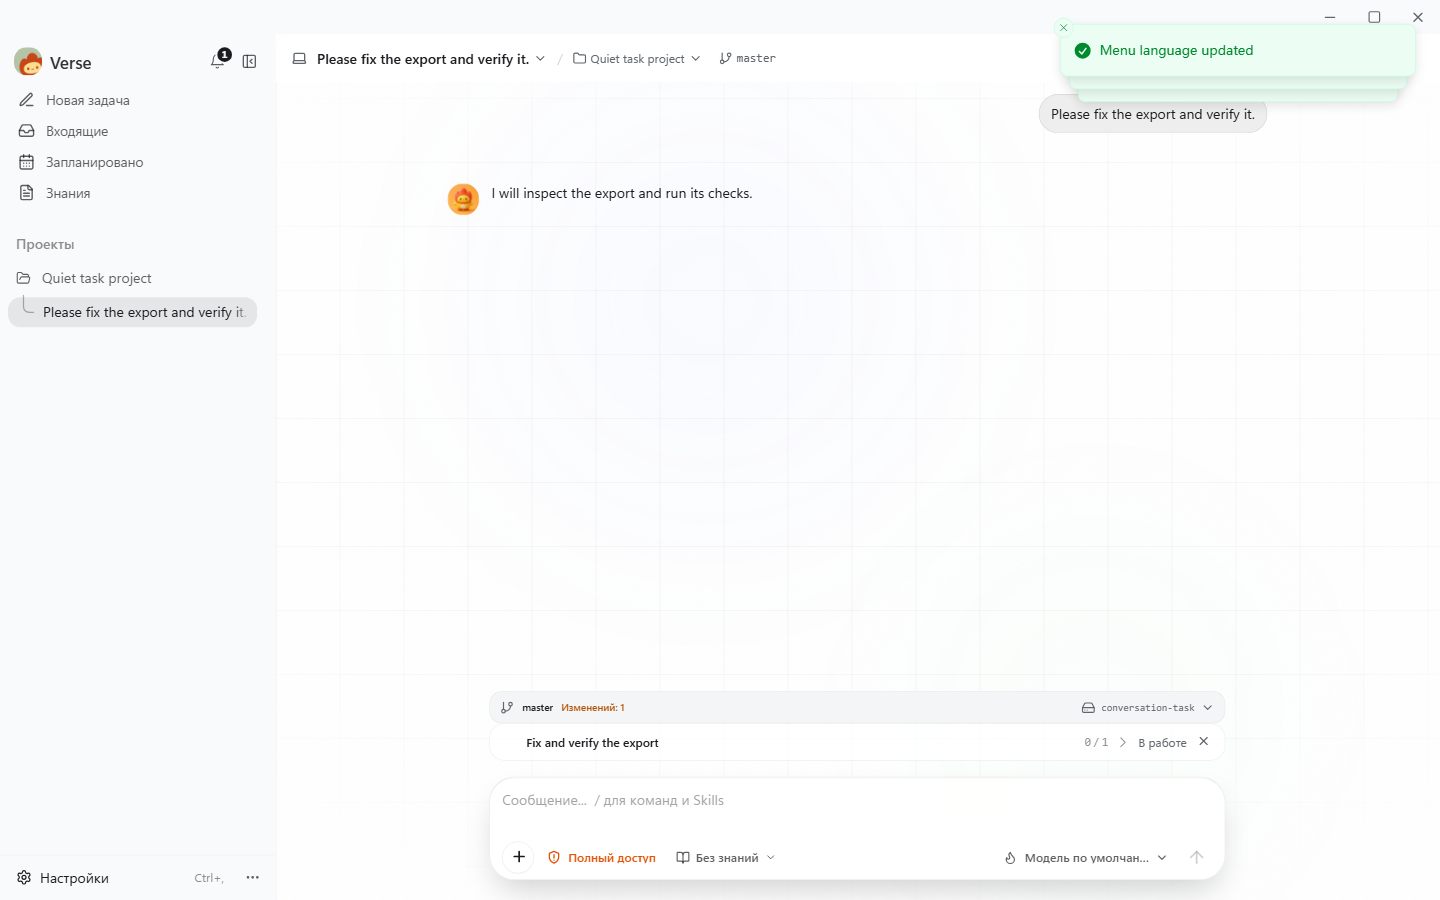 Verse
1
Новая задача
Входящие
Запланировано
Знания
Проекты
Quiet task project
Please fix the export and verify it.
Настройки
Ctrl+,
Please fix the export and verify it.
/
Quiet task project
master
Menu language updated
Please fix the export and verify it.
I will inspect the export and run its checks.
master
Изменений: 1
conversation-task
Fix and verify the export
0/1
В работе
Сообщение... / для команд и Skills
Полный доступ
Без знаний
Модель по умолчан...